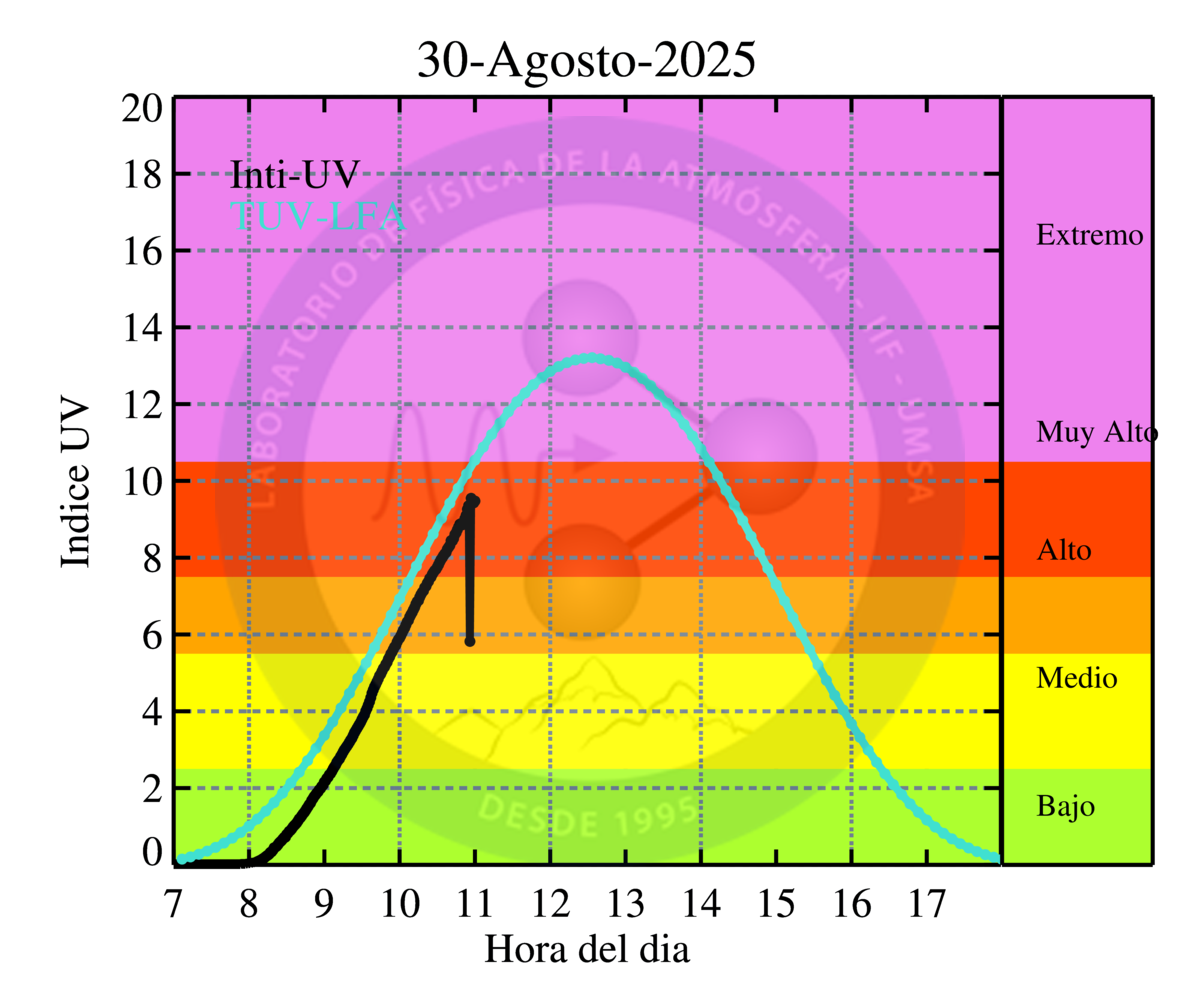 30-Agosto-2025
20
18
16
14
12
10
8
6
4
2
0
Indice UV
Inti-UV
TUV-LFA
LABORATORIO DE FÍSICA DE LA ATMÓSFERA - IIF - UMSA
DESDE 1995
Extremo
Muy Alto
Alto
Medio
Bajo
7 8 9 10 11 12 13 14 15 16 17
Hora del dia